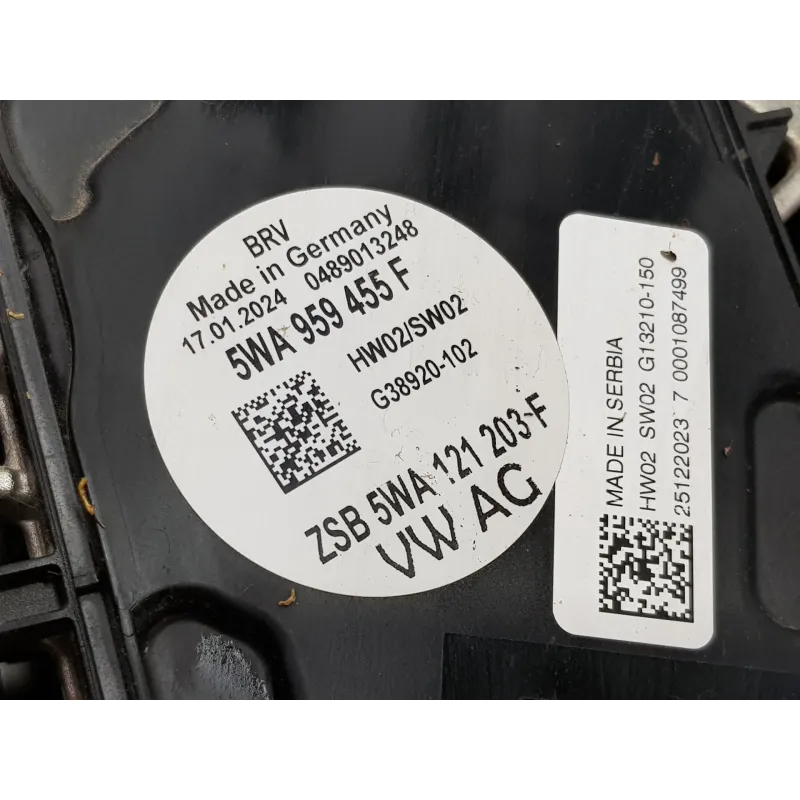 BRV
Made in Germany
17.01.2024 0489013248
5WA 959 455 F
HW02/SW02
G38920-102
ZSB 5WA 121 203 F
VW AG
MADE IN SERBIA
HW02 SW02 G13210-150
25122023 7 0001087499